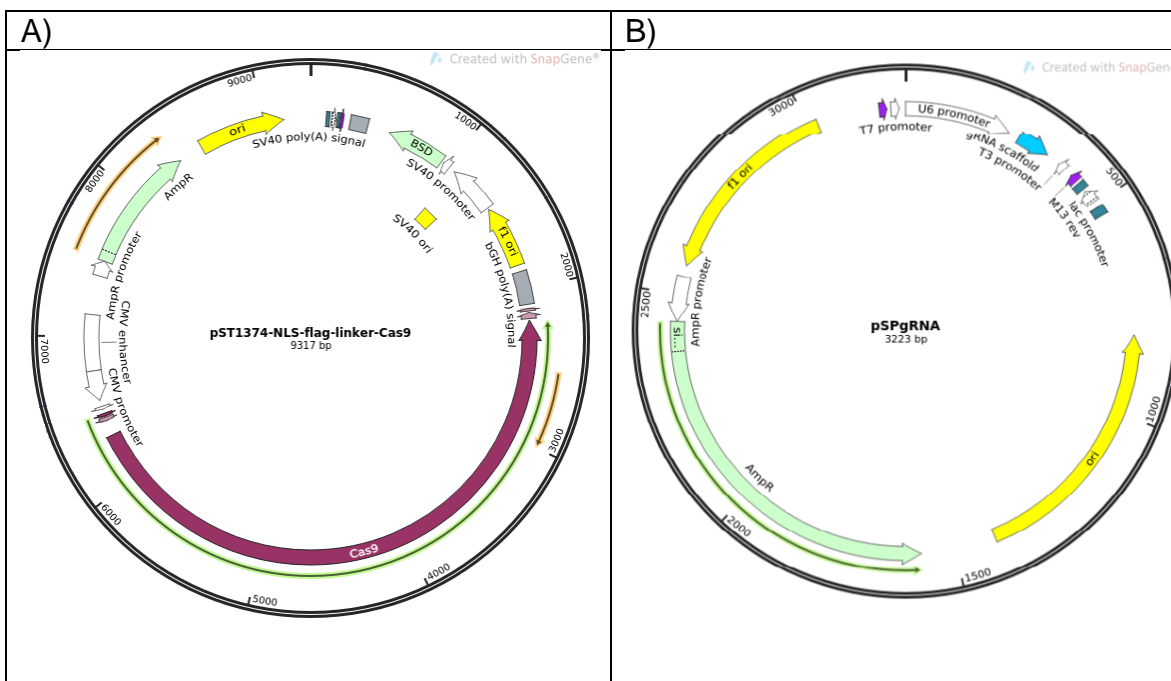 A)
B)
Created with SnapGene®
9000
1000
ori
SV40 poly(A) signal
BSD
SV40 promoter
SV40 ori
f1 ori
bGH poly(A) signal
2000
8000
AmpR
AmpR promoter
CMV enhancer
CMV promoter
7000
pST1374-NLS-flag-linker-Cas9
9317 bp
3000
6000
Cas9
4000
5000
Created with SnapGene
3000
T7 promoter
U6 promoter
gRNA scaffold
T3 promoter
M13 rev
lac promoter
500
f1 ori
2500
AmpR promoter
si...
pSPgRNA
3223 bp
1000
ori
AmpR
2000
1500